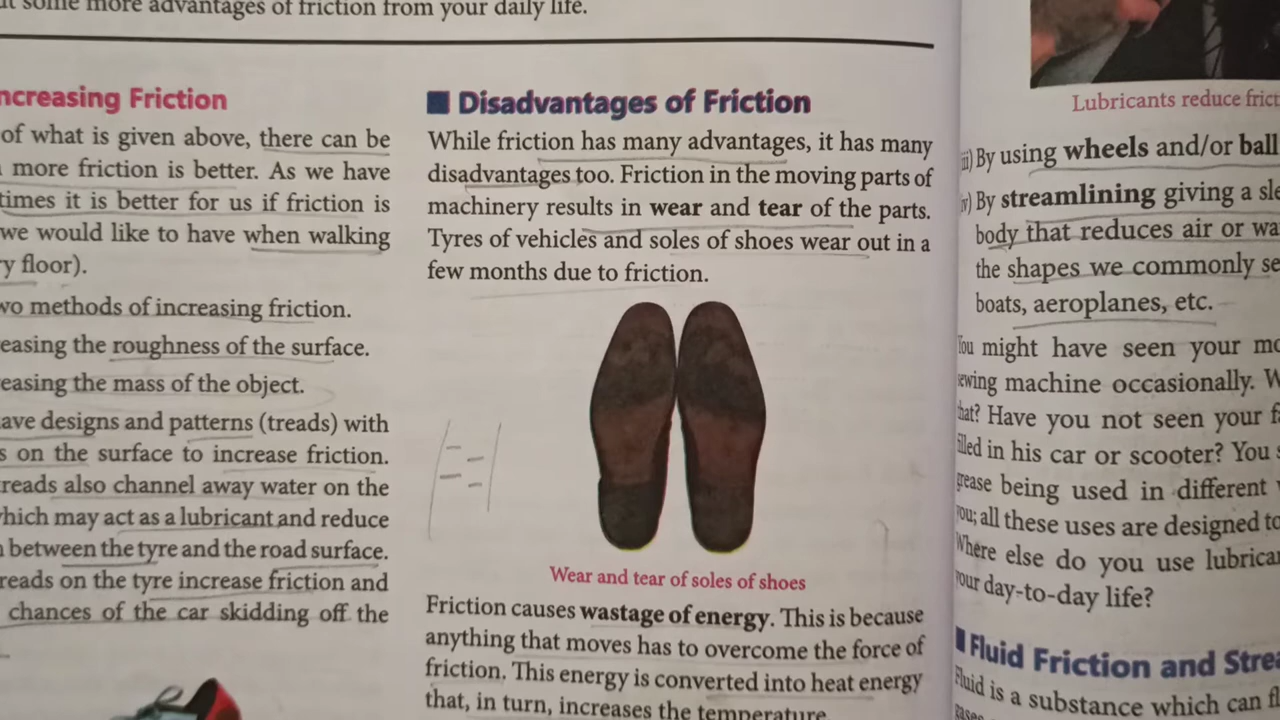 some more advantages of friction from your daily life.
ncreasing Friction
of what is given above, there can be
more friction is better. As we have
times it is better for us if friction is
we would like to have when walking
y floor).
wo methods of increasing friction.
easing the roughness of the surface.
easing the mass of the object.
ave designs and patterns (treads) with
s on the surface to increase friction.
reads also channel away water on the
hich may act as a lubricant and reduce
between the tyre and the road surface.
reads on the tyre increase friction and
chances of the car skidding off the
Disadvantages of Friction
While friction has many advantages, it has many
disadvantages too. Friction in the moving parts of
machinery results in wear and tear of the parts.
Tyres of vehicles and soles of shoes wear out in a
few months due to friction.
Wear and tear of soles of shoes
Friction causes wastage of energy. This is because
anything that moves has to overcome the force of
friction. This energy is converted into heat energy
that, in turn, increases the temperature
Lubricants reduce frict
iii) By using wheels and/or ball
iv) By streamlining giving a sle
body that reduces air or wa
the shapes we commonly se
boats, aeroplanes, etc.
You might have seen your mo
sewing machine occasionally. W
that? Have you not seen your fa
filled in his car or scooter? You s
grease being used in different
you; all these uses are designed to
Where else do you use lubrica
your day-to-day life?
Fluid Friction and Strea
Fluid is a substance which can fl